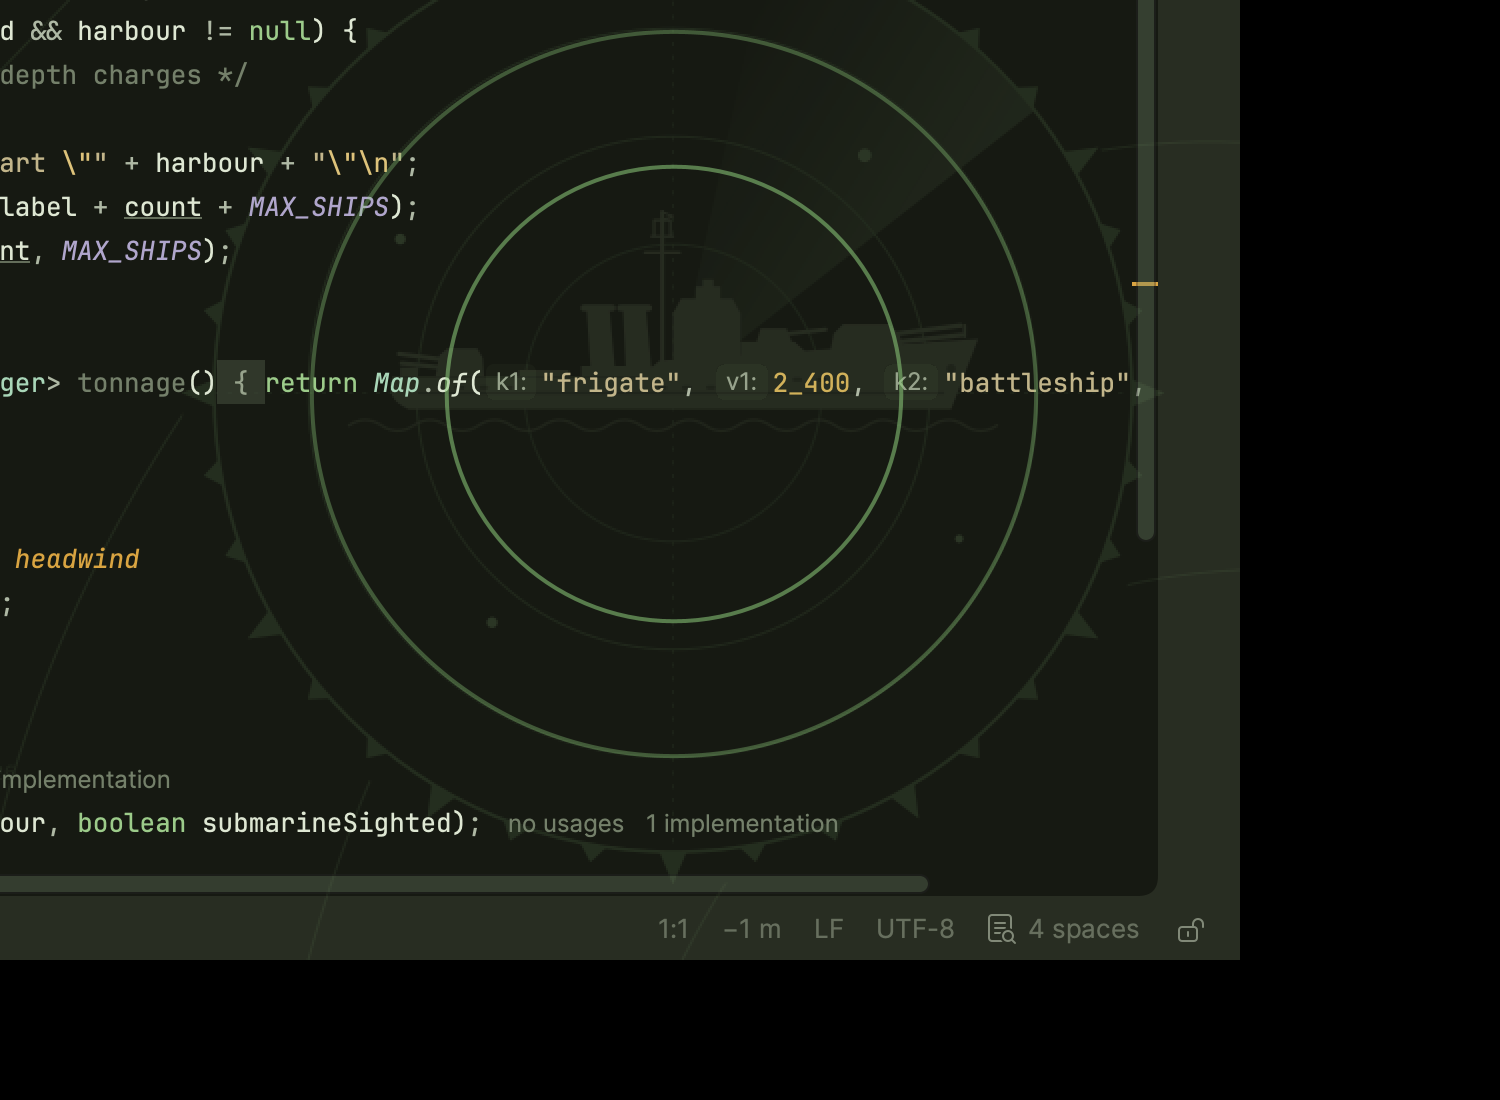 d && harbour != null) {
depth charges */
art \"" + harbour + "\"\n";
label + count + MAX_SHIPS);
nt, MAX_SHIPS);
ger> tonnage() { return Map.of( k1: "frigate", v1: 2_400, k2: "battleship",
headwind
;
mplementation
our, boolean submarineSighted); no usages 1 implementation
1:1 −1 m LF UTF-8 4 spaces